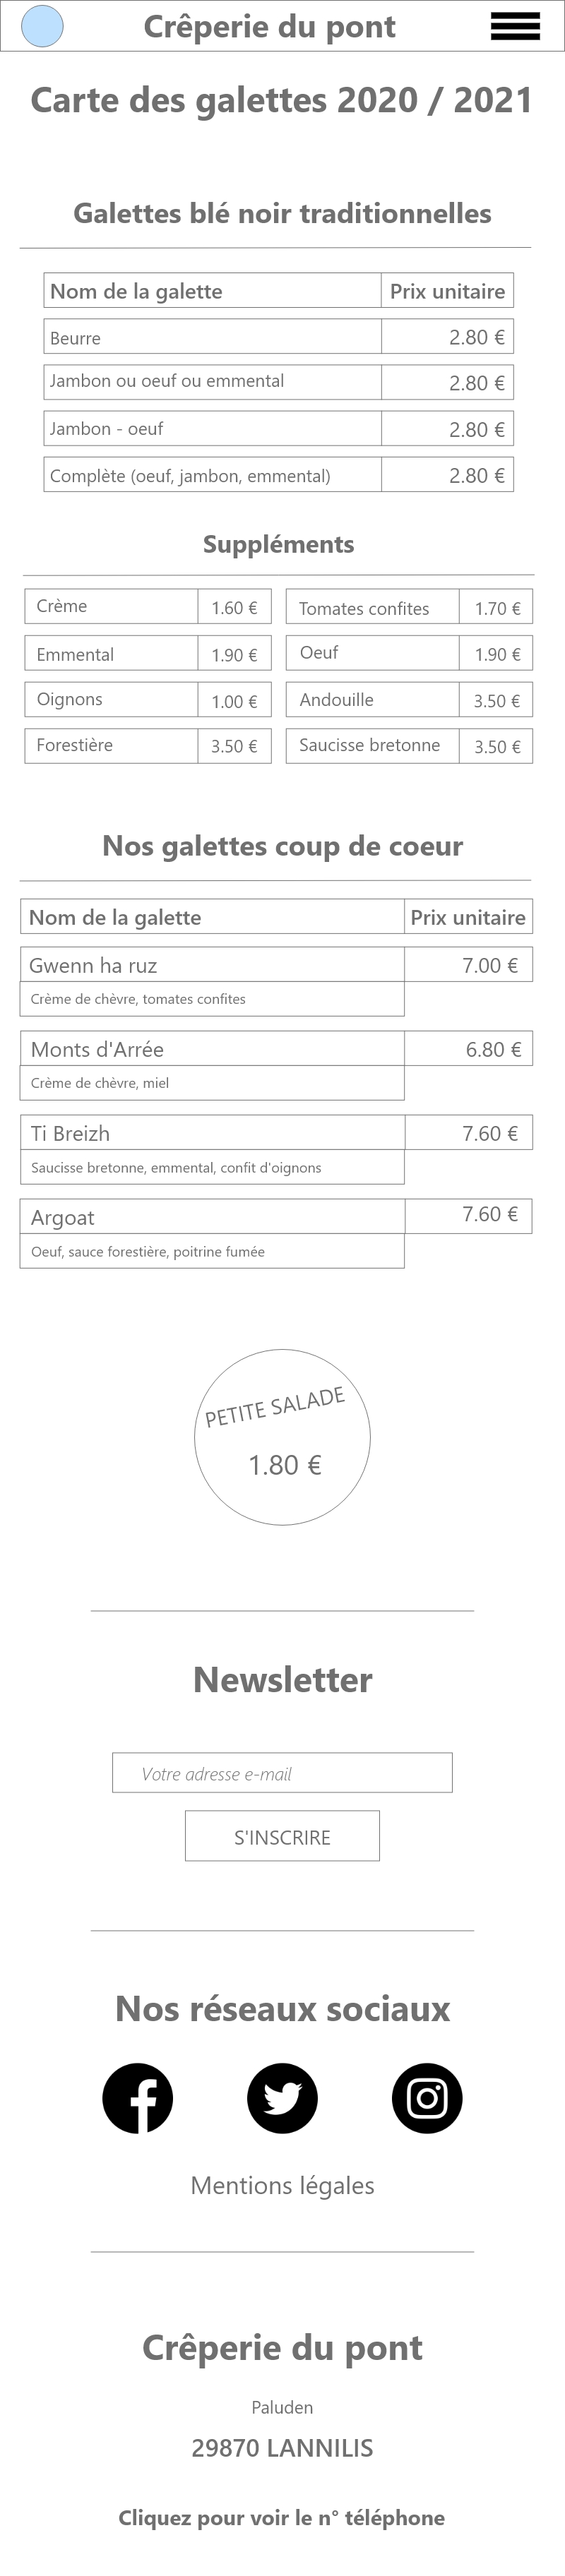 Crêperie du pont
Carte des galettes 2020 / 2021
Galettes blé noir traditionnelles
Nom de la galette Prix unitaire
Beurre 2.80 €
Jambon ou oeuf ou emmental 2.80 €
Jambon - oeuf 2.80 €
Complète (oeuf, jambon, emmental) 2.80 €
Suppléments
Crème 1.60 € Tomates confites 1.70 €
Emmental 1.90 € Oeuf 1.90 €
Oignons 1.00 € Andouille 3.50 €
Forestière 3.50 € Saucisse bretonne 3.50 €
Nos galettes coup de coeur
Nom de la galette Prix unitaire
Gwenn ha ruz 7.00 €
Crème de chèvre, tomates confites
Monts d'Arrée 6.80 €
Crème de chèvre, miel
Ti Breizh 7.60 €
Saucisse bretonne, emmental, confit d'oignons
Argoat 7.60 €
Oeuf, sauce forestière, poitrine fumée
PETITE SALADE
1.80 €
Newsletter
Votre adresse e-mail
S'INSCRIRE
Nos réseaux sociaux
Mentions légales
Crêperie du pont
Paluden
29870 LANNILIS
Cliquez pour voir le n° téléphone